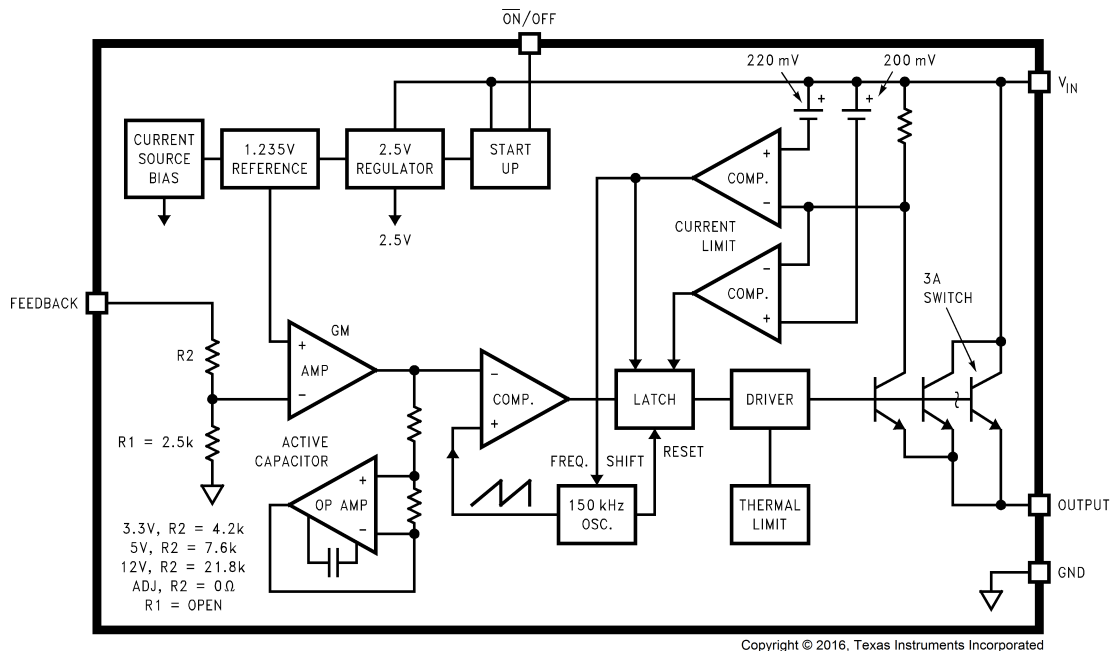 ON/OFF
220 mV
200 mV
VIN
CURRENT
SOURCE
BIAS
1.235V
REFERENCE
2.5V
REGULATOR
START
UP
+
COMP.
−
2.5V
CURRENT
LIMIT
−
COMP.
+
3A
SWITCH
FEEDBACK
GM
R2
+
AMP
−
−
COMP.
+
LATCH
DRIVER
R1 = 2.5k
ACTIVE
CAPACITOR
FREQ. SHIFT
RESET
+
OP AMP
−
150 kHz
OSC.
THERMAL
LIMIT
OUTPUT
3.3V, R2 = 4.2k
5V, R2 = 7.6k
12V, R2 = 21.8k
ADJ, R2 = 0Ω
R1 = OPEN
GND
Copyright © 2016, Texas Instruments Incorporated